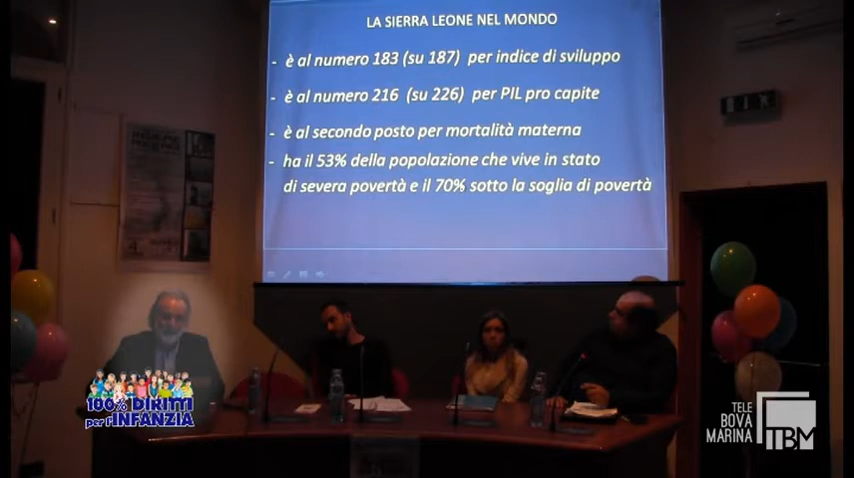 LA SIERRA LEONE NEL MONDO
- è al numero 183 (su 187) per indice di sviluppo
- è al numero 216 (su 226) per PIL pro capite
- è al secondo posto per mortalità materna
- ha il 53% della popolazione che vive in stato
di severa povertà e il 70% sotto la soglia di povertà
100% DIRITTI
per l'INFANZIA
TELE
BOVA
MARINA
TBM